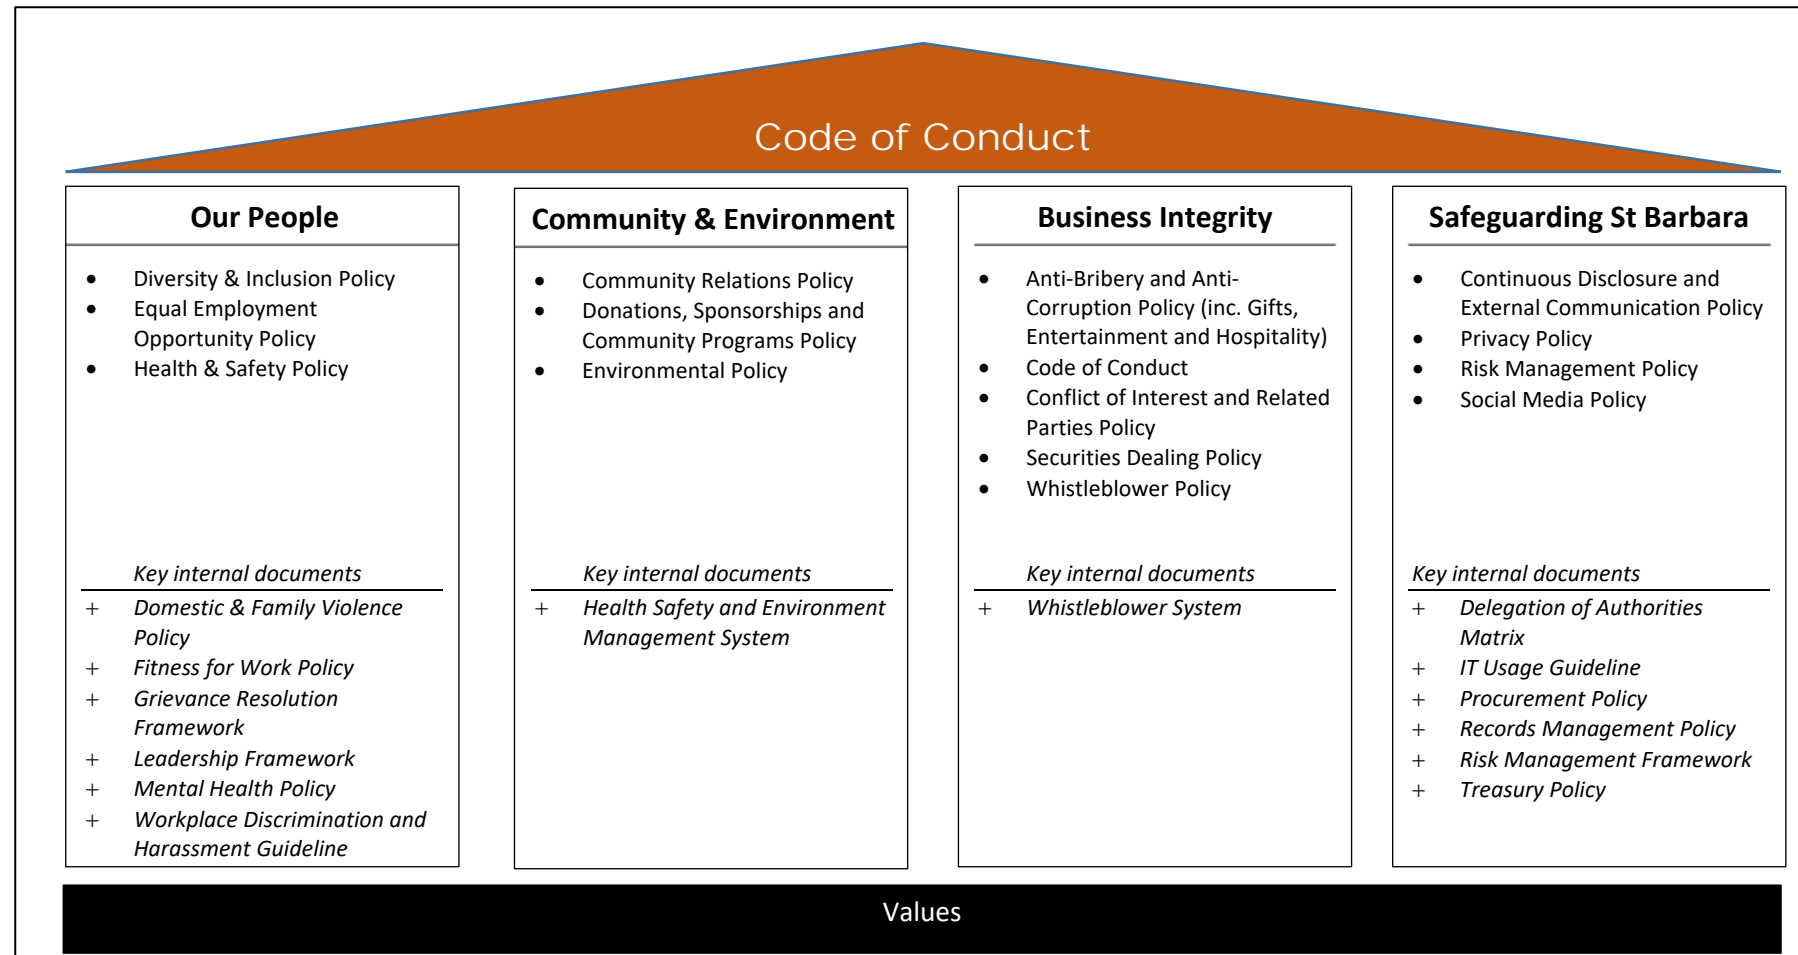 Code of Conduct
Our People
• Diversity & Inclusion Policy
• Equal Employment
Opportunity Policy
• Health & Safety Policy
Key internal documents
+ Domestic & Family Violence
Policy
+ Fitness for Work Policy
+ Grievance Resolution
Framework
+ Leadership Framework
+ Mental Health Policy
+ Workplace Discrimination and
Harassment Guideline
Community & Environment
• Community Relations Policy
• Donations, Sponsorships and
Community Programs Policy
• Environmental Policy
Key internal documents
+ Health Safety and Environment
Management System
Business Integrity
• Anti-Bribery and Anti-
Corruption Policy (inc. Gifts,
Entertainment and Hospitality)
• Code of Conduct
• Conflict of Interest and Related
Parties Policy
• Securities Dealing Policy
• Whistleblower Policy
Key internal documents
+ Whistleblower System
Safeguarding St Barbara
• Continuous Disclosure and
External Communication Policy
• Privacy Policy
• Risk Management Policy
• Social Media Policy
Key internal documents
+ Delegation of Authorities
Matrix
+ IT Usage Guideline
+ Procurement Policy
+ Records Management Policy
+ Risk Management Framework
+ Treasury Policy
Values